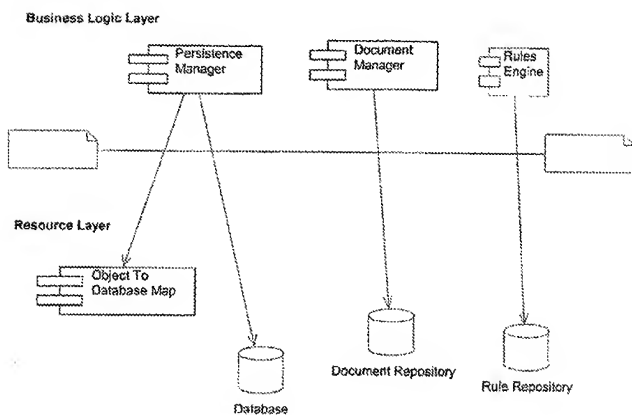 Business Logic Layer
Persistence
Manager
Document
Manager
Rules
Engine
Resource Layer
Object To
Database Map
Database
Document Repository
Rule Repository